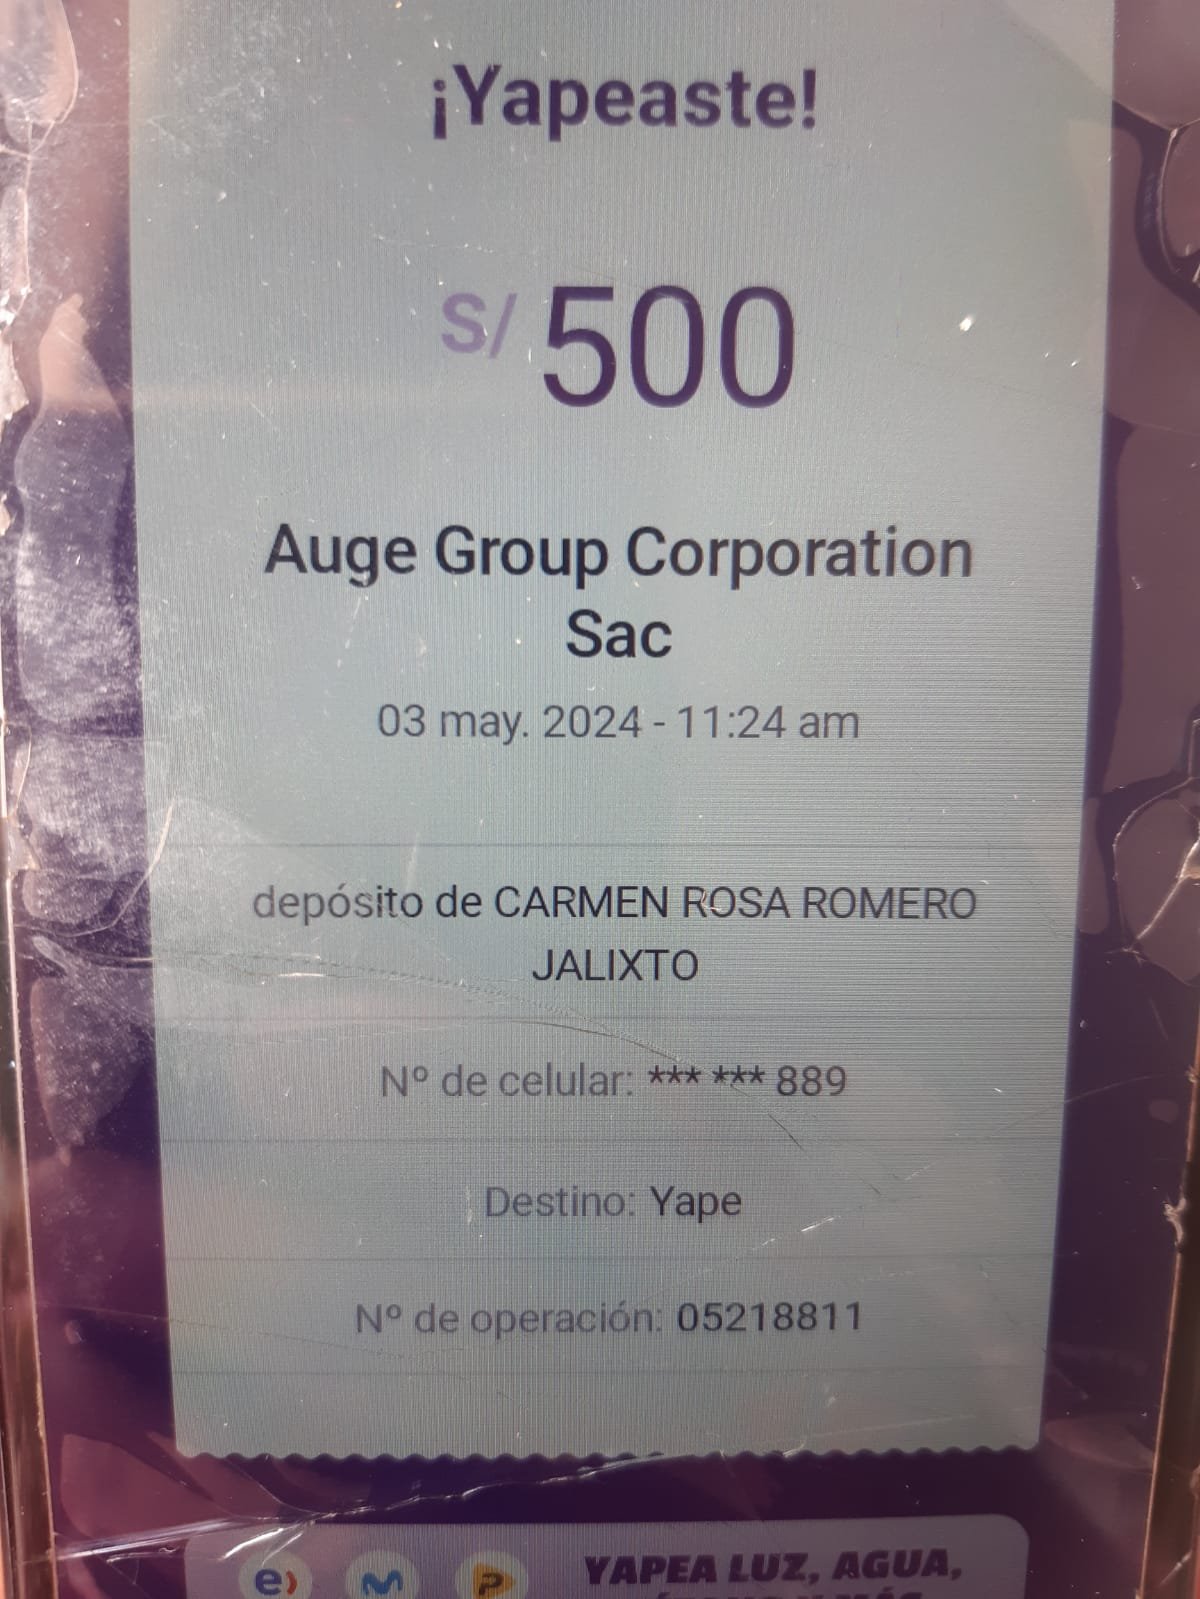 ¡Yapeaste!
S/ 500
Auge Group Corporation
Sac
03 may. 2024 - 11:24 am
depósito de CARMEN ROSA ROMERO
JALIXTO
Nº de celular: *** *** 889
Destino: Yape
Nº de operación: 05218811
e)
YAPEA LUZ, AGUA,